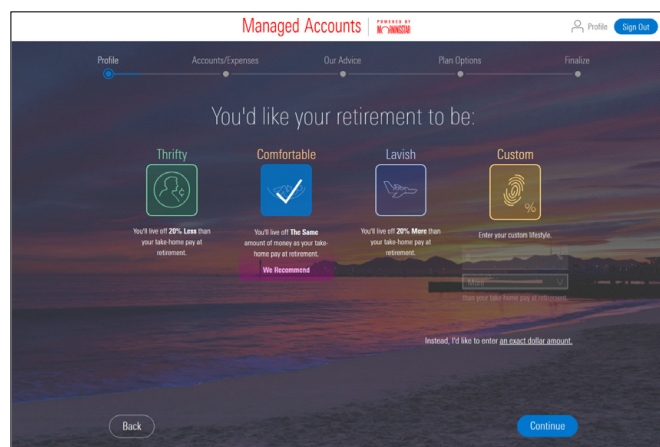 Managed Accounts
POWERED BY
MORNINGSTAR
Profile
Sign Out
Profile
Accounts/Expenses
Our Advice
Plan Options
Finalize
You'd like your retirement to be:
Thrifty
Comfortable
Lavish
Custom
¢
%
You'll live off 20% Less than
your take-home pay at
retirement.
You'll live off The Same
amount of money as your take-
home pay at retirement.
We Recommend
You'll live off 20% More than
your take-home pay at
retirement.
Enter your custom lifestyle.
%
More
than your take-home pay at retirement.
Instead, I'd like to enter an exact dollar amount.
Back
Continue